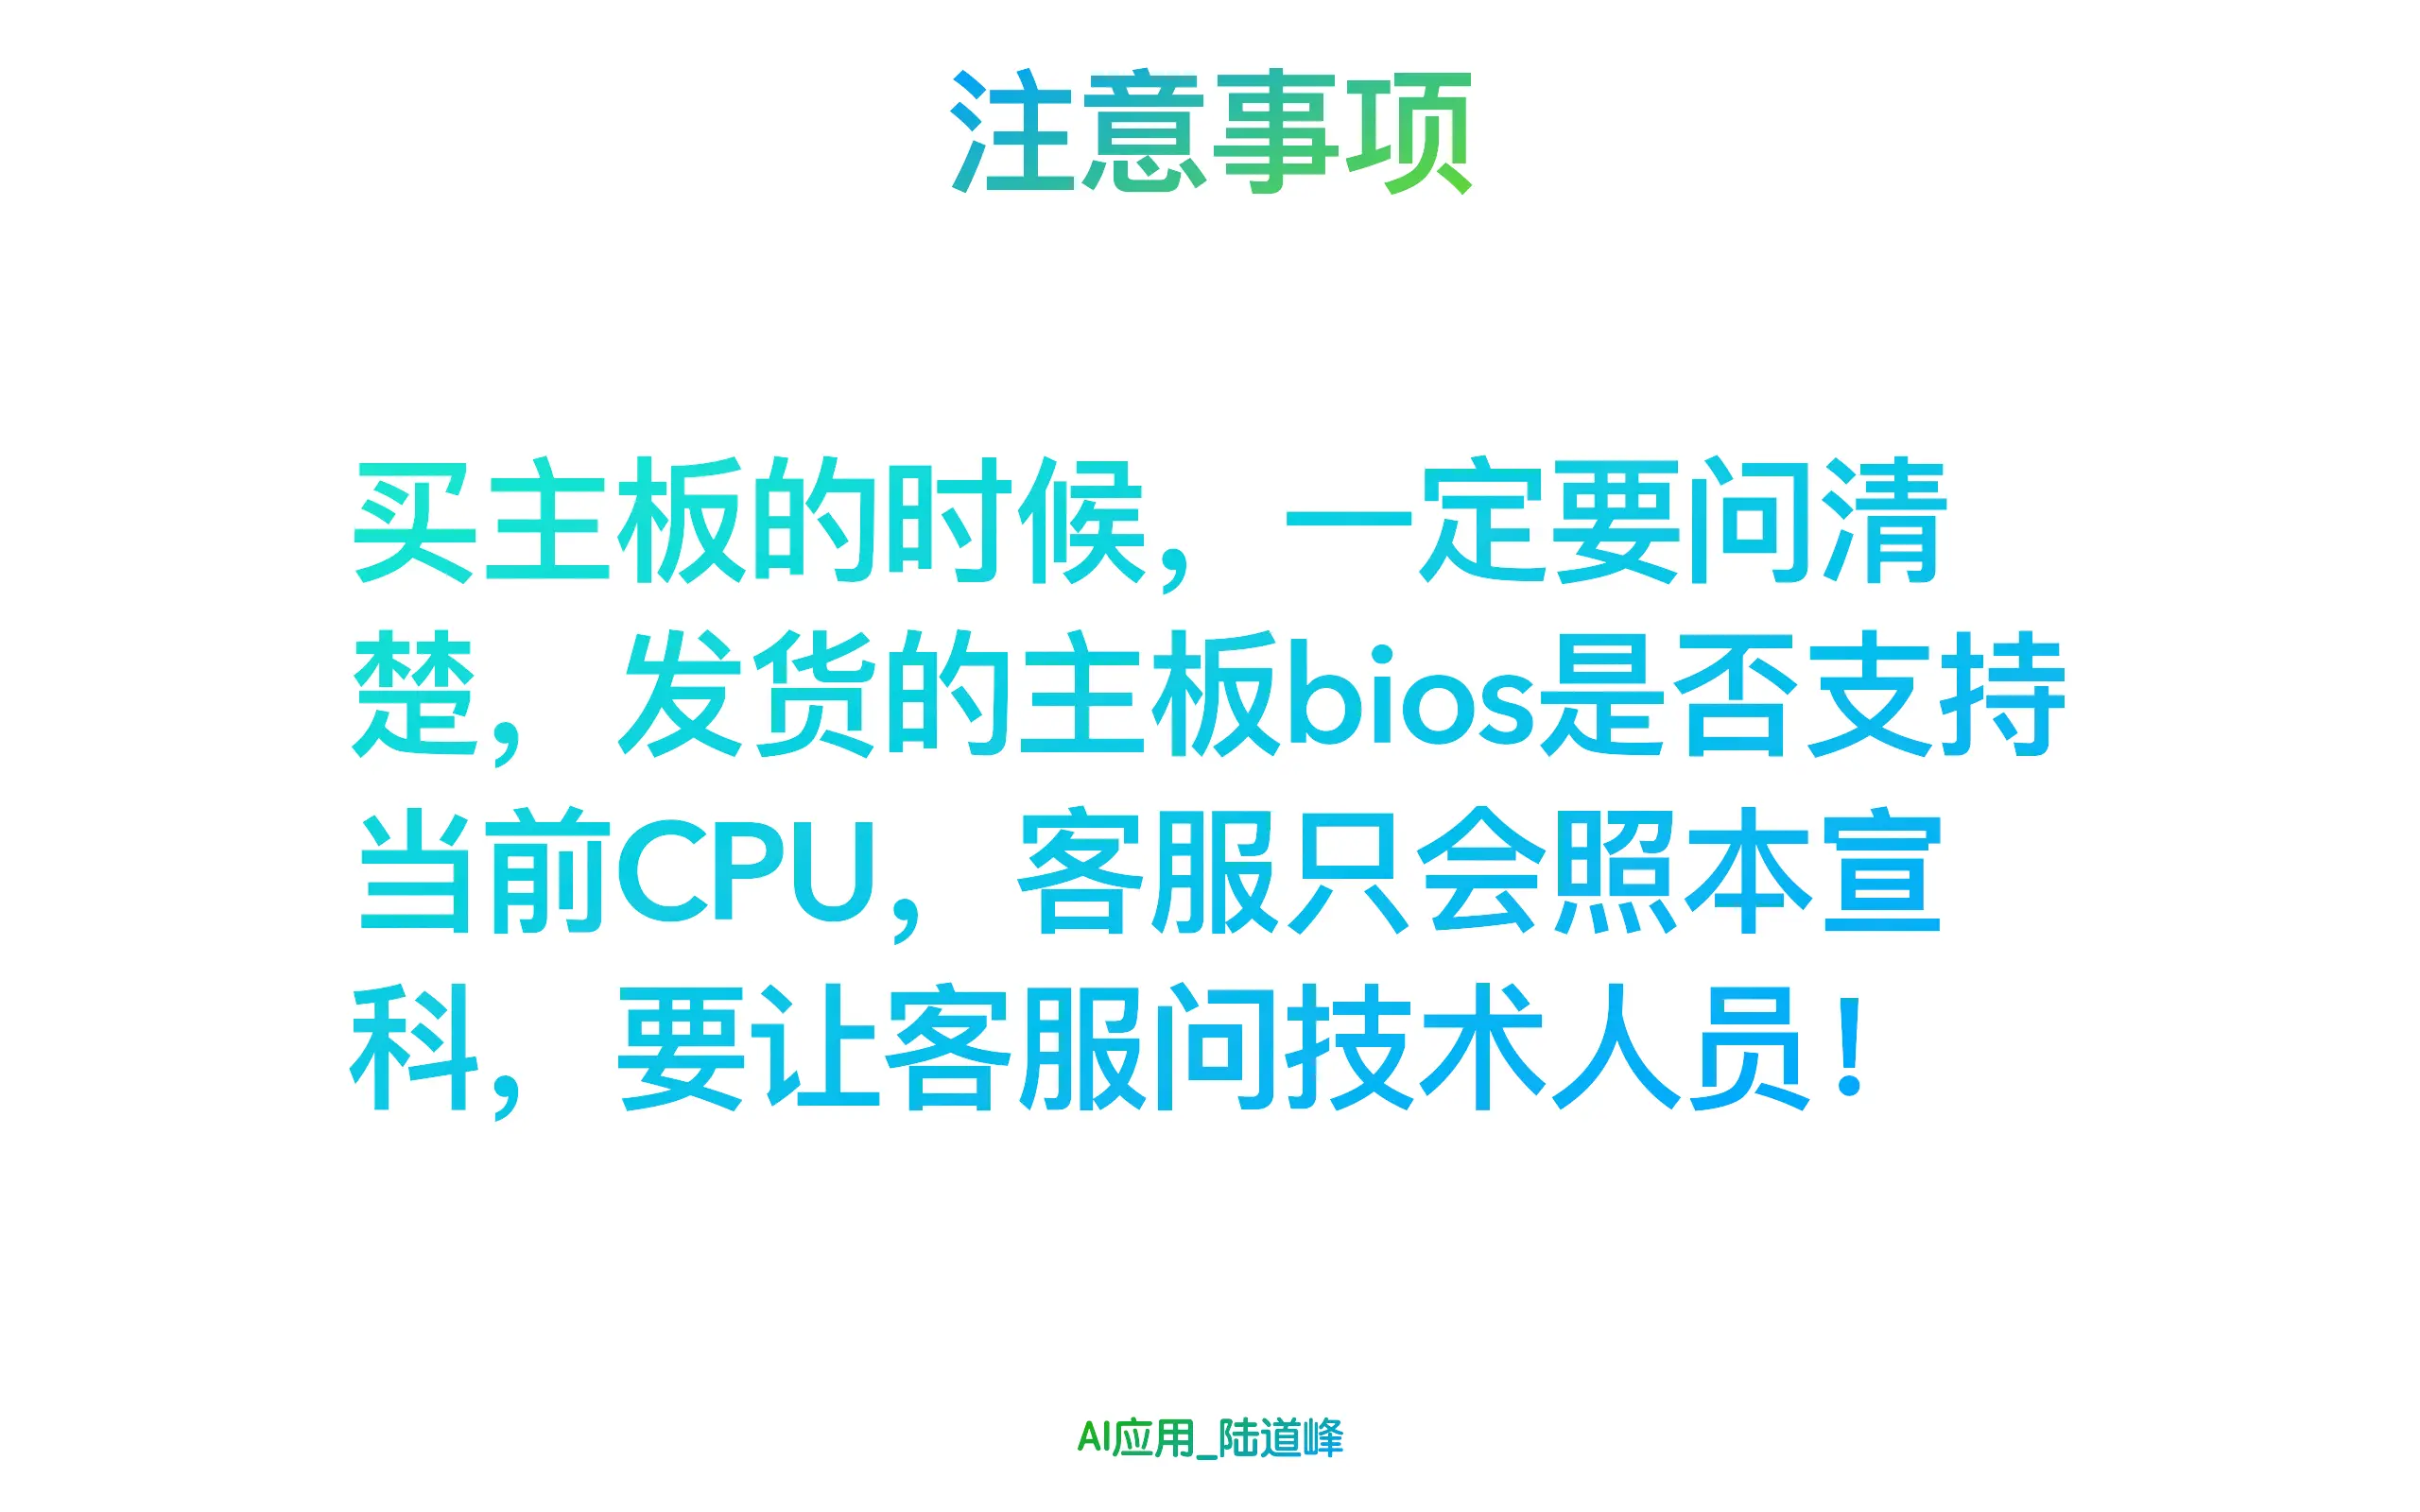 注意事项
买主板的时候，一定要问清
楚，发货的主板bios是否支持
当前CPU，客服只会照本宣
科，要让客服问技术人员！
AI应用_陆道峰